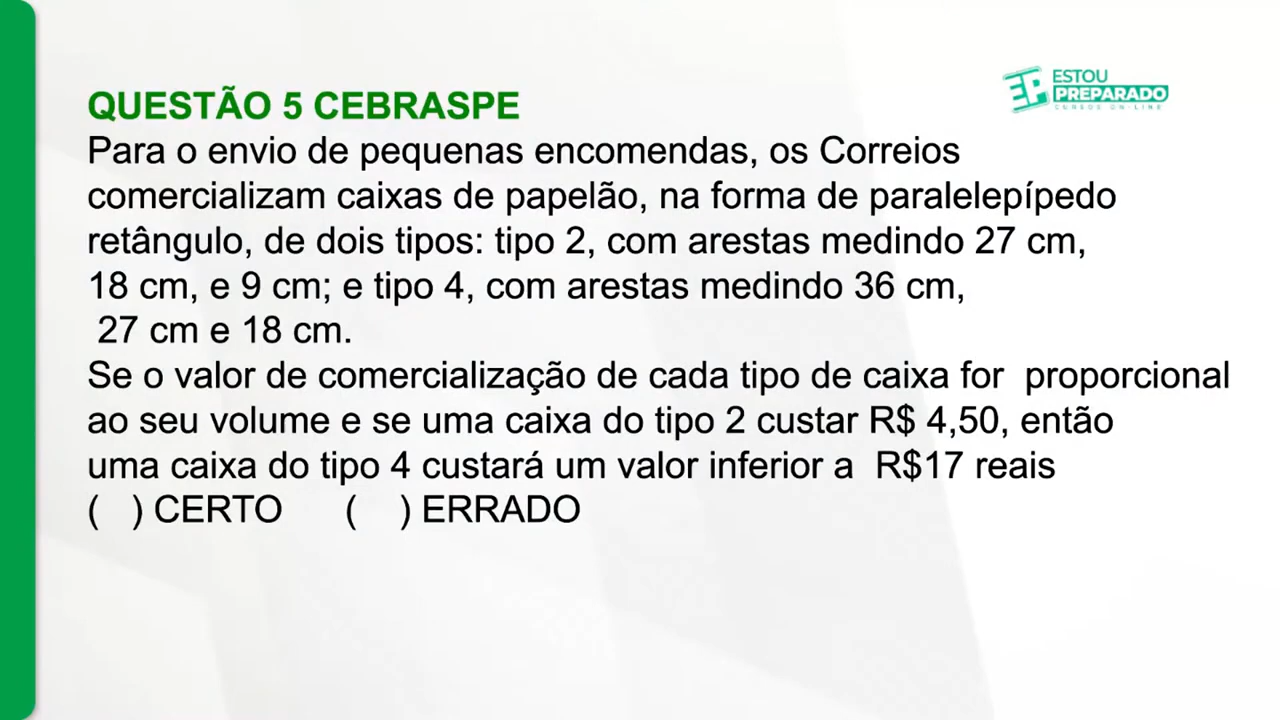 ESTOU
PREPARADO
CURSOS ON-LINE
QUESTÃO 5 CEBRASPE
Para o envio de pequenas encomendas, os Correios
comercializam caixas de papelão, na forma de paralelepípedo
retângulo, de dois tipos: tipo 2, com arestas medindo 27 cm,
18 cm, e 9 cm; e tipo 4, com arestas medindo 36 cm,
27 cm e 18 cm.
Se o valor de comercialização de cada tipo de caixa for proporcional
ao seu volume e se uma caixa do tipo 2 custar R$ 4,50, então
uma caixa do tipo 4 custará um valor inferior a R$17 reais
( ) CERTO ( ) ERRADO